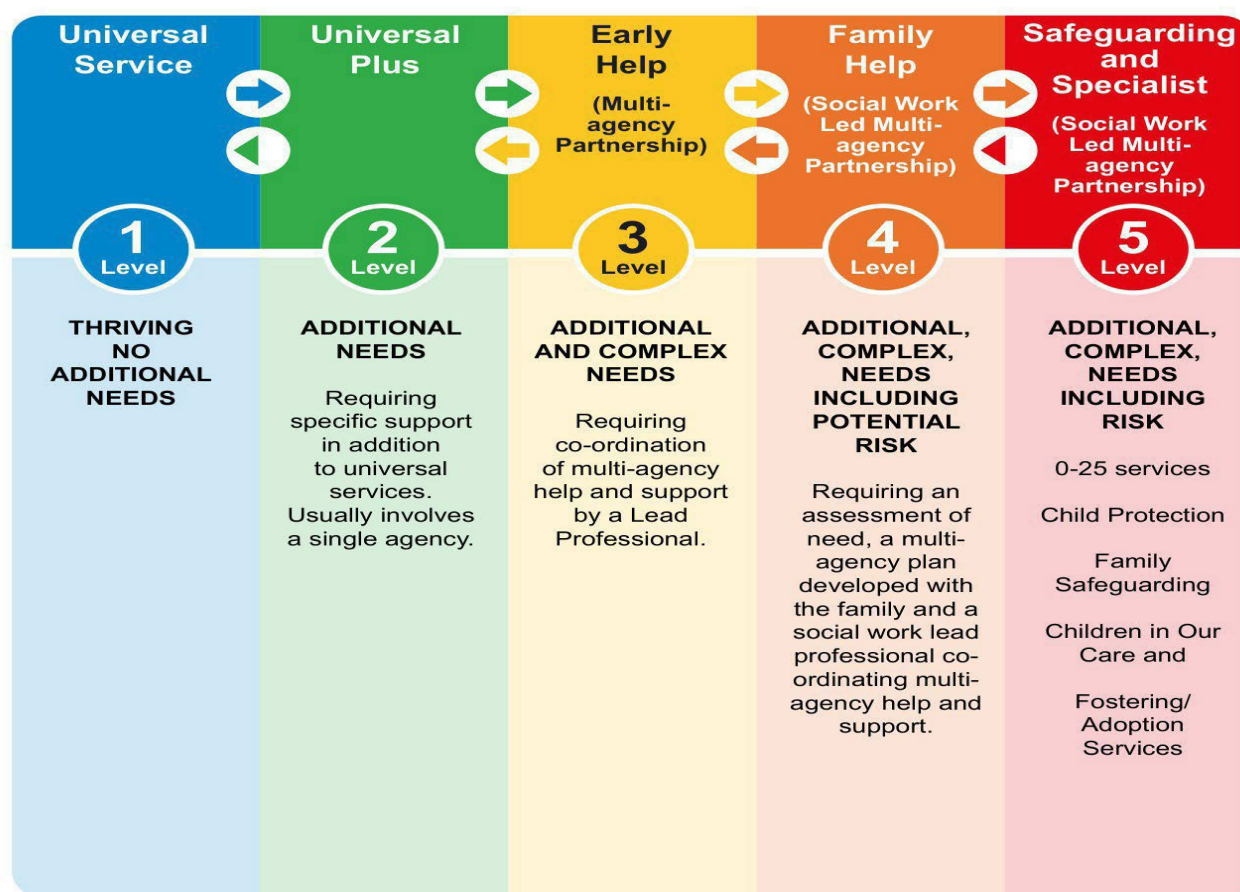 Universal
Service
Universal
Plus
Early
Help
(Multi-
agency
Partnership)
Family
Help
(Social Work
Led Multi-
agency
Partnership)
Safeguarding
and
Specialist
(Social Work
Led Multi-
agency
Partnership)
1
Level
2
Level
3
Level
4
Level
5
Level
THRIVING
NO
ADDITIONAL
NEEDS
ADDITIONAL
NEEDS
Requiring
specific support
in addition
to universal
services.
Usually involves
a single agency.
ADDITIONAL
AND COMPLEX
NEEDS
Requiring
co-ordination
of multi-agency
help and support
by a Lead
Professional.
ADDITIONAL,
COMPLEX,
NEEDS
INCLUDING
POTENTIAL
RISK
Requiring an
assessment of
need, a multi-
agency plan
developed with
the family and a
social work lead
professional co-
ordinating multi-
agency help and
support.
ADDITIONAL,
COMPLEX,
NEEDS
INCLUDING
RISK
0-25 services
Child Protection
Family
Safeguarding
Children in Our
Care and
Fostering/
Adoption
Services